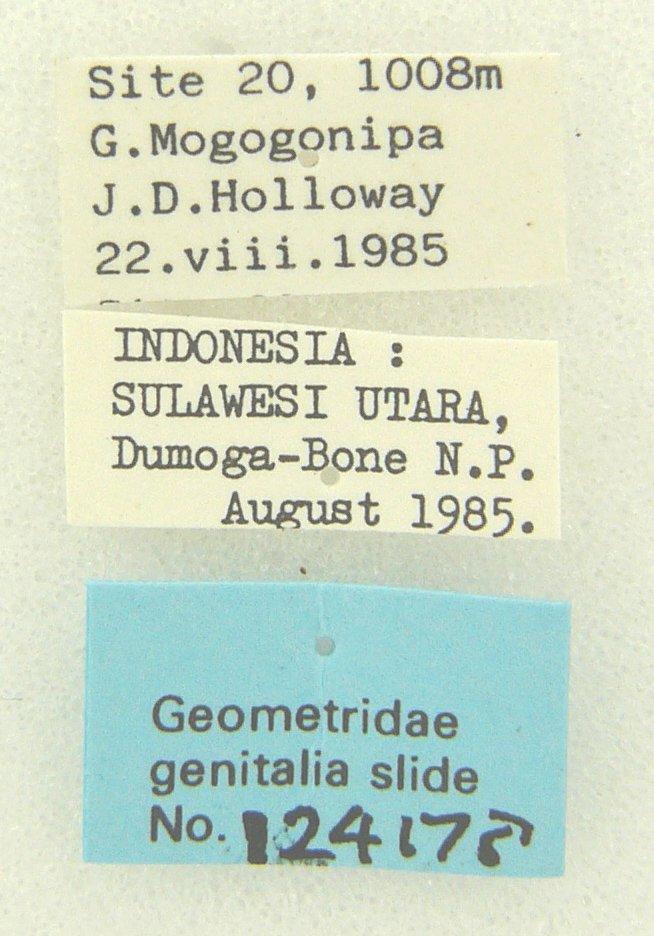 Site 20, 1008m
G.Mogogonipa
J.D.Holloway
22.viii.1985
INDONESIA :
SULAWESI UTARA,
Dumoga-Bone N.P.
August 1985.
Geometridae
genitalia slide
No. 12417♂